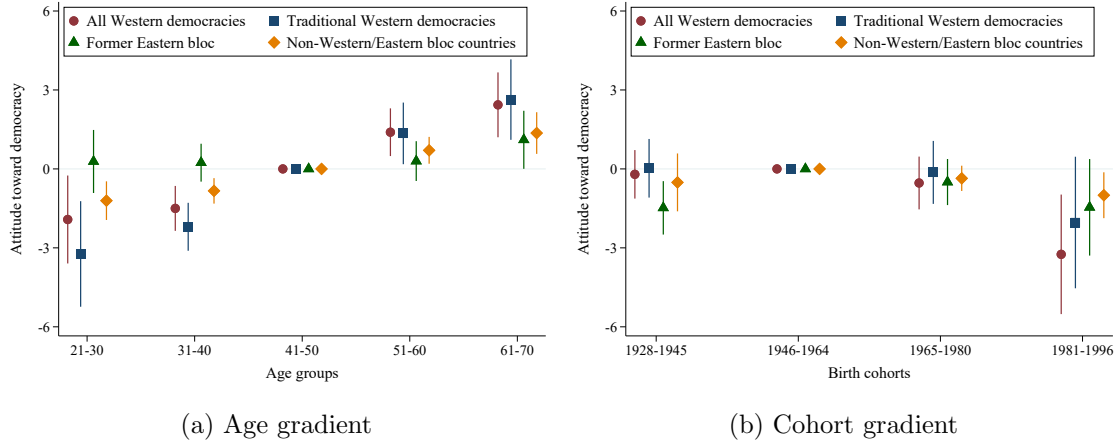 All Western democracies
Traditional Western democracies
Former Eastern bloc
Non-Western/Eastern bloc countries
Attitude toward democracy
6
3
0
-3
-6
21-30
31-40
41-50
51-60
61-70
Age groups
(a) Age gradient
All Western democracies
Traditional Western democracies
Former Eastern bloc
Non-Western/Eastern bloc countries
Attitude toward democracy
6
3
0
-3
-6
1928-1945
1946-1964
1965-1980
1981-1996
Birth cohorts
(b) Cohort gradient